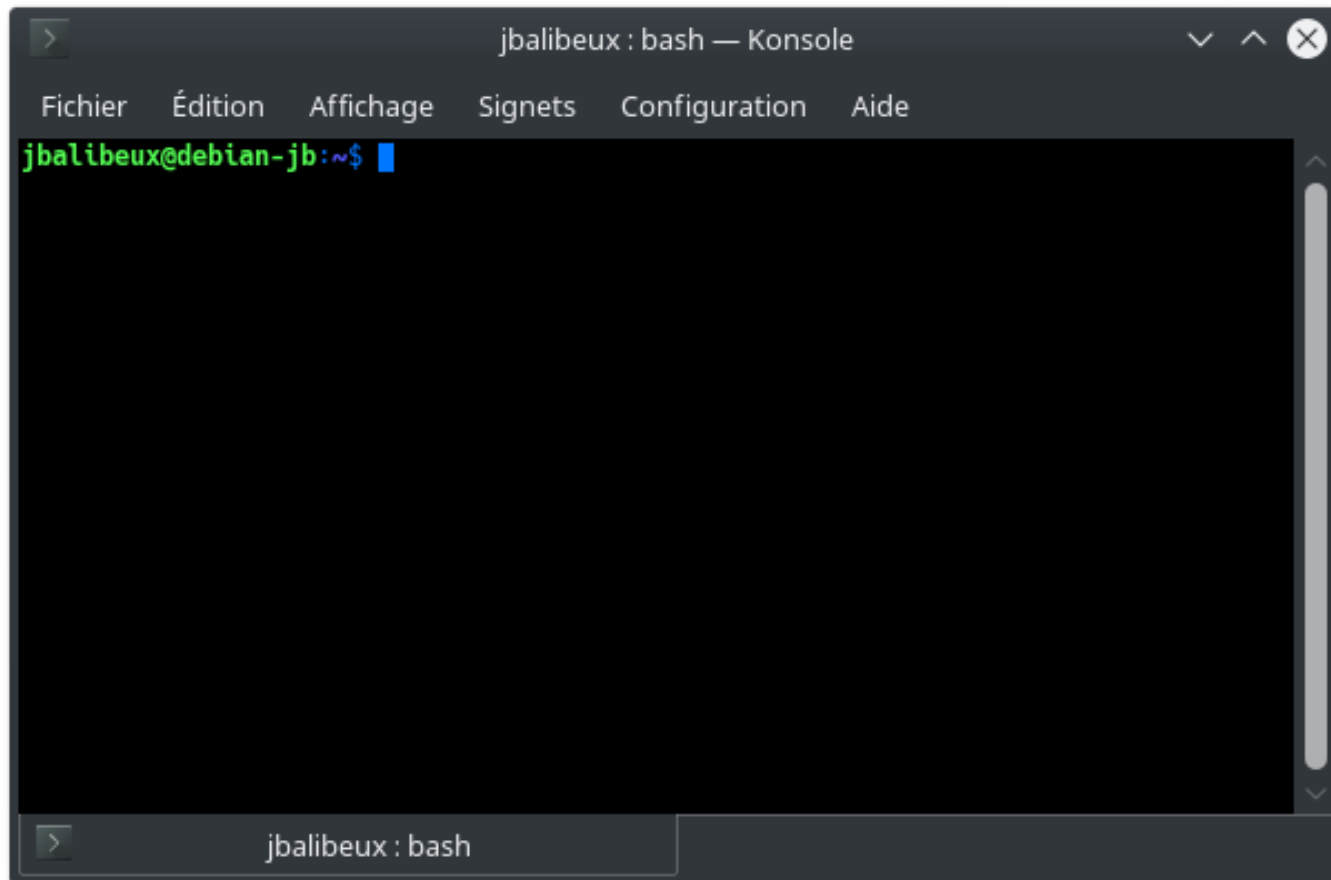 jbalibeux : bash — Konsole
Fichier Édition Affichage Signets Configuration Aide
jbalibeux@debian-jb:~$
jbalibeux : bash